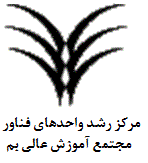 مرکز رشد واحدهای فناور
مجتمع آموزش عالی بم